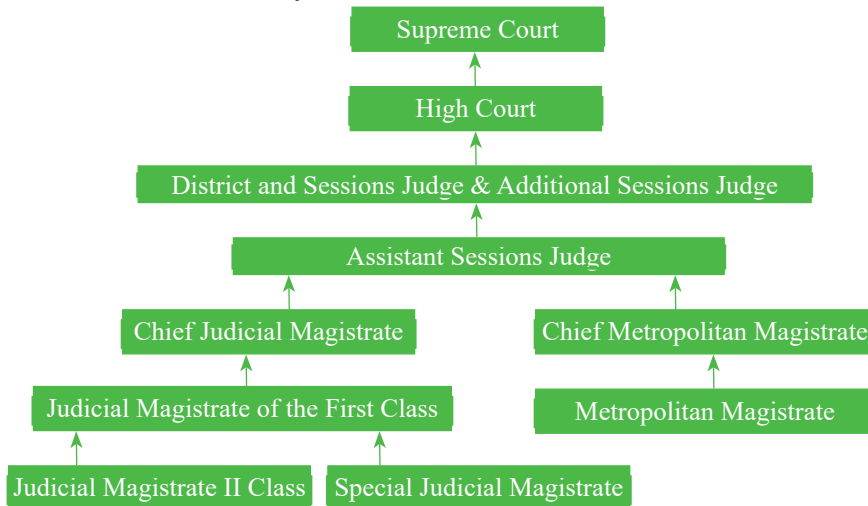 Supreme Court
High Court
District and Sessions Judge & Additional Sessions Judge
Assistant Sessions Judge
Chief Judicial Magistrate
Chief Metropolitan Magistrate
Judicial Magistrate of the First Class
Metropolitan Magistrate
Judicial Magistrate II Class
Special Judicial Magistrate